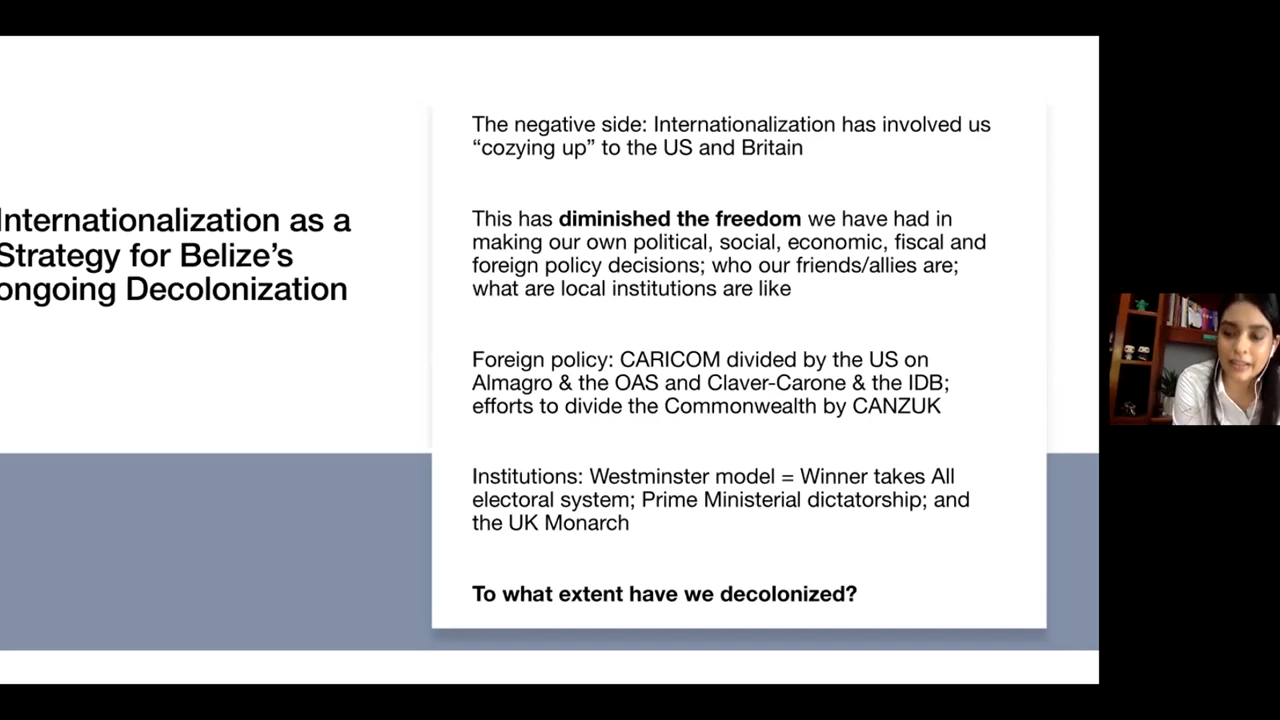 Internationalization as a
Strategy for Belize's
ongoing Decolonization
The negative side: Internationalization has involved us
“cozying up” to the US and Britain
This has diminished the freedom we have had in
making our own political, social, economic, fiscal and
foreign policy decisions; who our friends/allies are;
what are local institutions are like
Foreign policy: CARICOM divided by the US on
Almagro & the OAS and Claver-Carone & the IDB;
efforts to divide the Commonwealth by CANZUK
Institutions: Westminster model = Winner takes All
electoral system; Prime Ministerial dictatorship; and
the UK Monarch
To what extent have we decolonized?